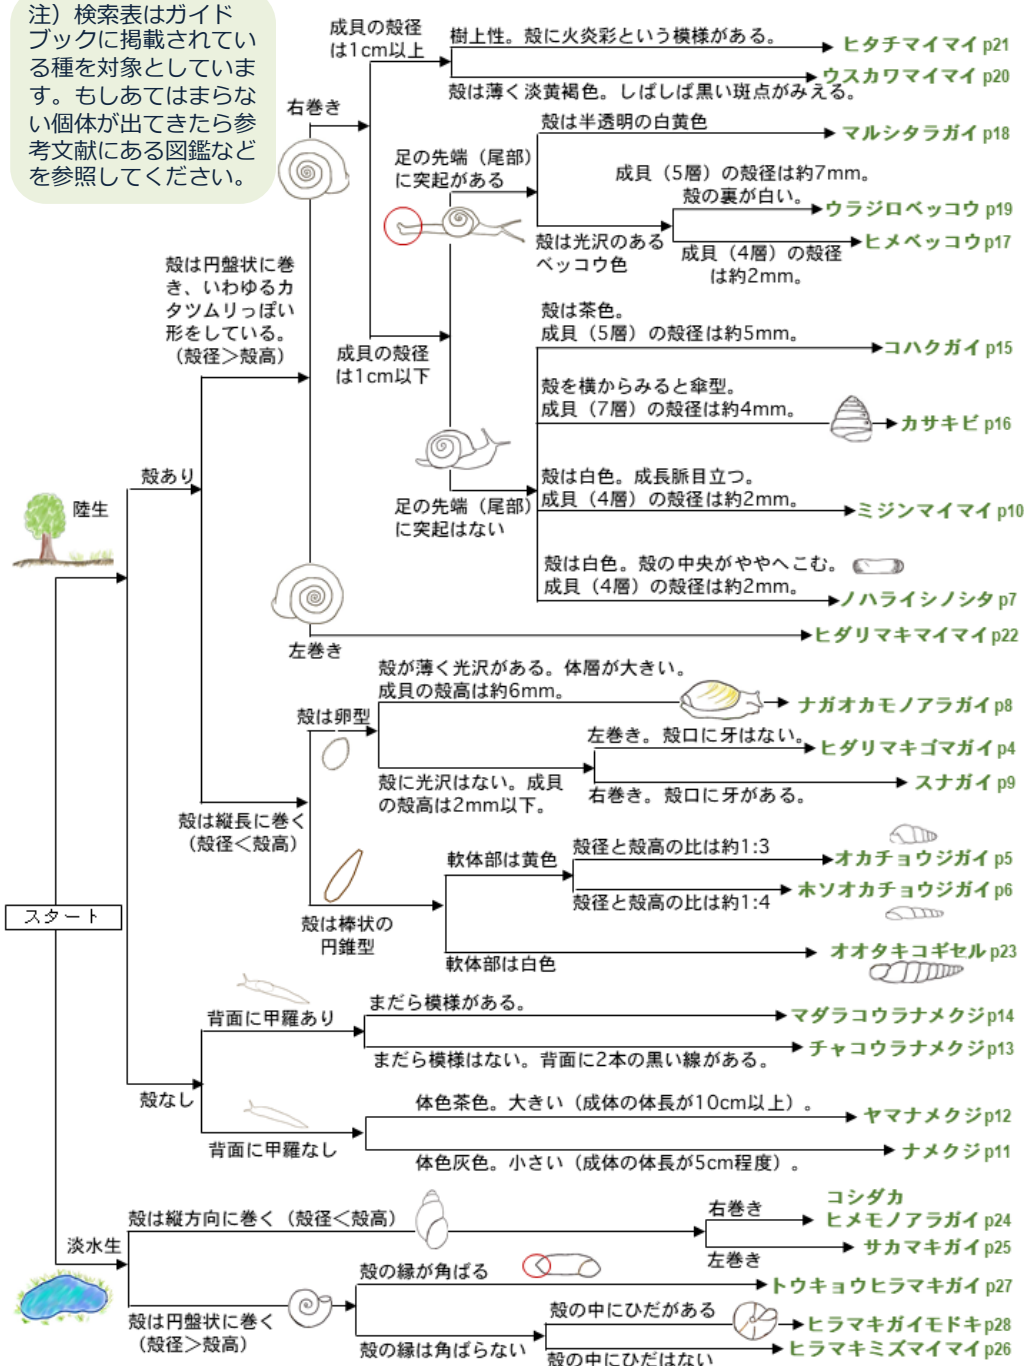 注）検索表はガイド
ブックに掲載されてい
る種を対象としていま
す。もしあてはまらな
い個体が出てきたら参
考文献にある図鑑など
を参照してください。
成貝の殻径
は1cm以上
樹上性。殻に火炎彩という模様がある。
ヒタチマイマイ p21
ウスカワマイマイ p20
殻は薄く淡黄褐色。しばしば黒い斑点がみえる。
右巻き
殻は半透明の白黄色
マルシタラガイ p18
足の先端（尾部）
に突起がある
成貝（5層）の殻径は約7mm。
殻の裏が白い。
ウラジロベッコウ p19
殻は光沢のある
ベッコウ色
ヒメベッコウ p17
成貝（4層）の殻径
は約2mm。
殻は円盤状に巻
き、いわゆるカ
タツムリっぽい
形をしている。
（殻径＞殻高）
成貝の殻径
は1cm以下
殻は茶色。
成貝（5層）の殻径は約5mm。
コハクガイ p15
殻を横からみると傘型。
成貝（7層）の殻径は約4mm。
カサキビ p16
殻あり
陸生
足の先端（尾部）
に突起はない
殻は白色。成長脈目立つ。
成貝（4層）の殻径は約2mm。
ミジンマイマイ p10
殻は白色。殻の中央がややへこむ。
成貝（4層）の殻径は約2mm。
ノハライシノシタ p7
左巻き
ヒダリマキマイマイ p22
殻が薄く光沢がある。体層が大きい。
成貝の殻高は約6mm。
ナガオカモノアラガイ p8
殻は卵型
左巻き。殻口に牙はない。
ヒダリマキゴマガイ p4
殻に光沢はない。成貝
の殻高は2mm以下。
スナガイ p9
右巻き。殻口に牙がある。
殻は縦長に巻く
（殻径＜殻高）
軟体部は黄色
殻径と殻高の比は約1:3
オカチョウジガイ p5
ホソオカチョウジガイ p6
殻径と殻高の比は約1:4
スタート
殻は棒状の
円錐型
オオタキコギセル p23
軟体部は白色
背面に甲羅あり
まだら模様がある。
マダラコウラナメクジ p14
チャコウラナメクジ p13
まだら模様はない。背面に2本の黒い線がある。
殻なし
体色茶色。大きい（成体の体長が10cm以上）。
ヤマナメクジ p12
背面に甲羅なし
ナメクジ p11
体色灰色。小さい（成体の体長が5cm程度）。
殻は縦方向に巻く（殻径＜殻高）
右巻き
コシダカ
ヒメモノアラガイ p24
淡水生
サカマキガイ p25
左巻き
殻の縁が角ばる
トウキョウヒラマキガイ p27
殻は円盤状に巻く
（殻径＞殻高）
殻の中にひだがある
ヒラマキガイモドキ p28
殻の縁は角ばらない
ヒラマキミズマイマイ p26
殻の中にひだはない